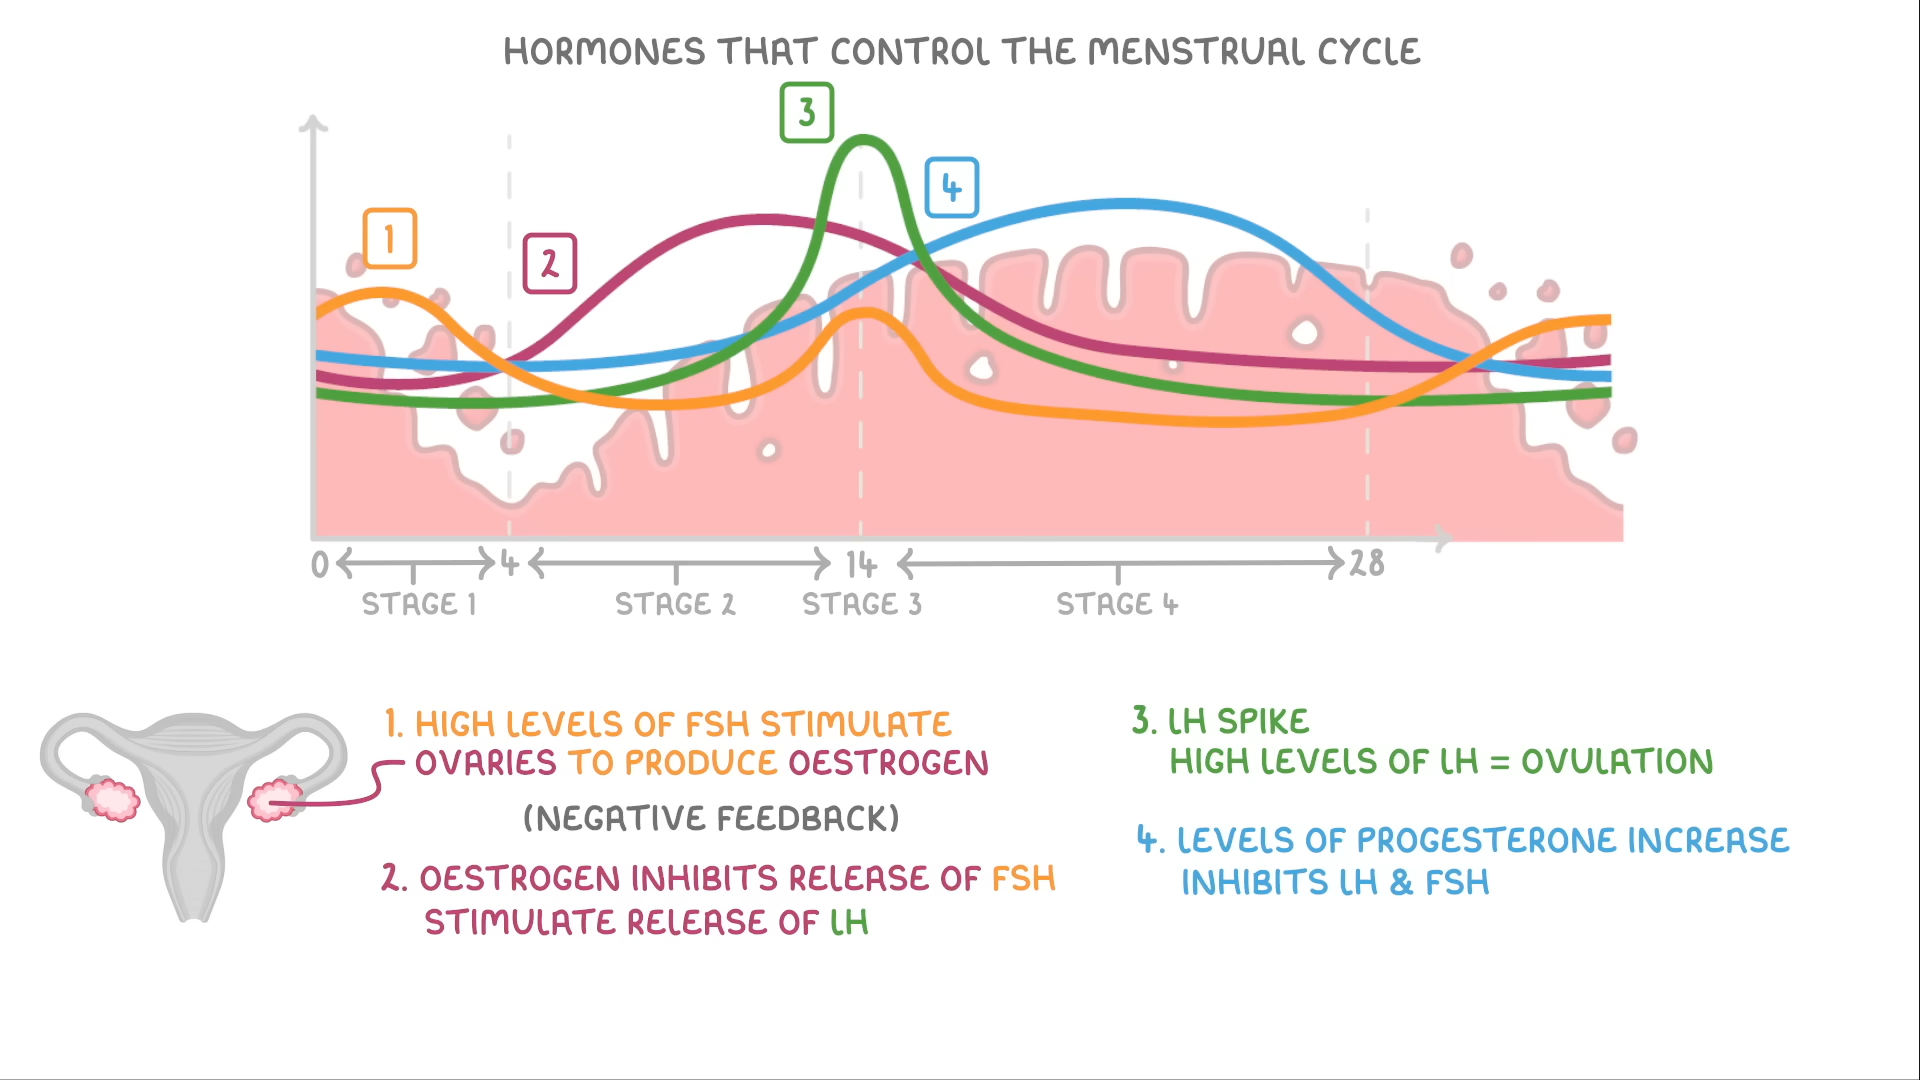 HORMONES THAT CONTROL THE MENSTRUAL CYCLE
3
4
1
2
0 4 14 28
STAGE 1 STAGE 2 STAGE 3 STAGE 4
1. HIGH LEVELS OF FSH STIMULATE
OVARIES TO PRODUCE OESTROGEN
(NEGATIVE FEEDBACK)
2. OESTROGEN INHIBITS RELEASE OF FSH
STIMULATE RELEASE OF LH
3. LH SPIKE
HIGH LEVELS OF LH = OVULATION
4. LEVELS OF PROGESTERONE INCREASE
INHIBITS LH & FSH